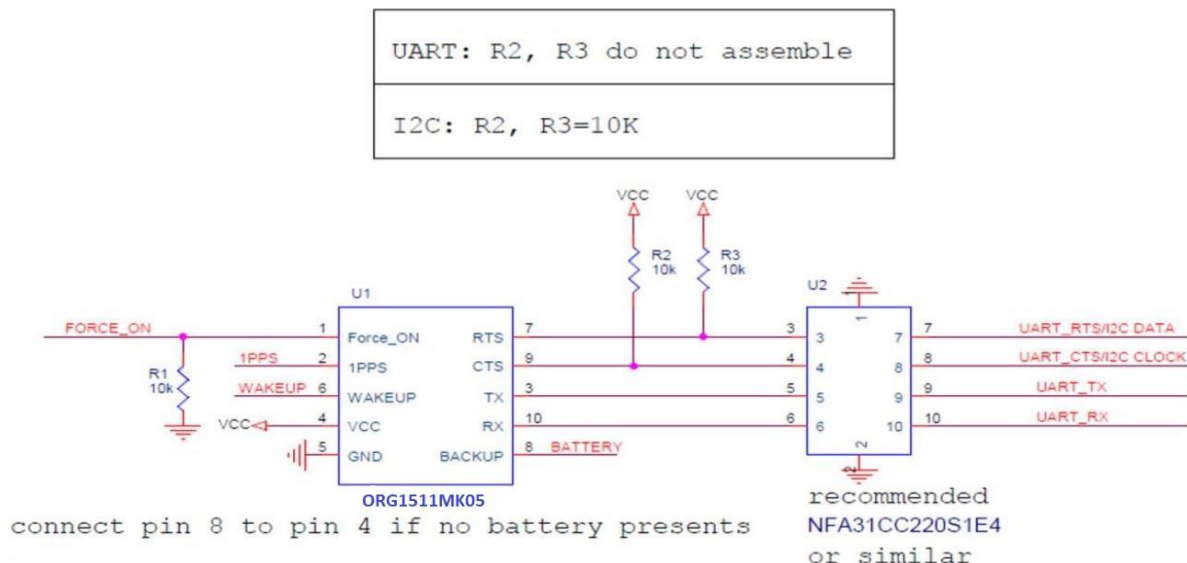 UART: R2, R3 do not assemble
I2C: R2, R3=10K
VCC
VCC
R2
10k
R3
10k
U1
U2
1
FORCE_ON
1
Force_ON
RTS
7
3
3
7
7
UART_RTS/I2C DATA
1PPS
2
1PPS
CTS
9
4
4
8
8
UART_CTS/I2C CLOCK
R1
10k
WAKEUP
6
WAKEUP
TX
3
5
5
9
9
UART_TX
VCC
4
VCC
RX
10
6
6
10
10
UART_RX
5
GND
BACKUP
8
BATTERY
2
2
1
ORG1511MK05
recommended
connect pin 8 to pin 4 if no battery presents
NFA31CC220S1E4
or similar